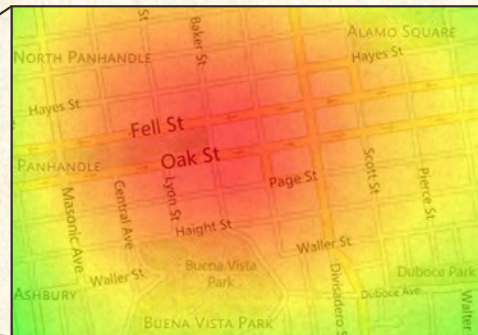 St
Baker St
ALAMO SQUARE
NORTH PANHANDLE
Hayes St
Hayes St
Fell St
Oak St
PANHANDLE
Page St
Scott St
Pierce St
Masonic Ave
Central Ave
Lyon St
Haight St
Waller St
Waller St
Buena Vista
Park
Divisadero S
Duboce Park
Duboce Ave
ASHBURY
Walter
BUENA VISTA PARK